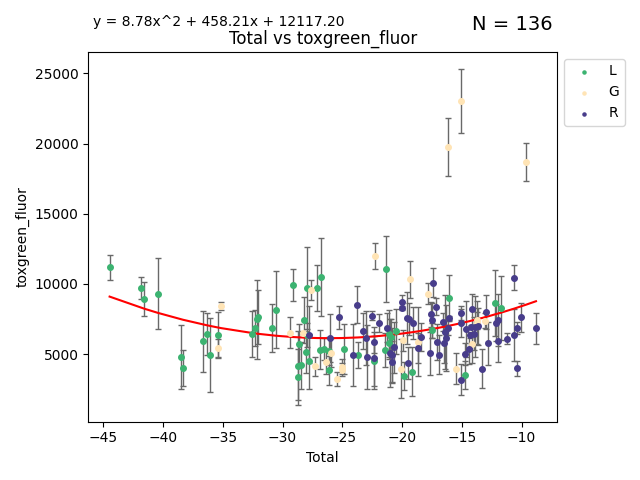 y = 8.78x^2 + 458.21x + 12117.20
N = 136
Total vs toxgreen_fluor
L
G
R
toxgreen_fluor
25000
20000
15000
10000
5000
−45
−40
−35
−30
−25
−20
−15
−10
Total